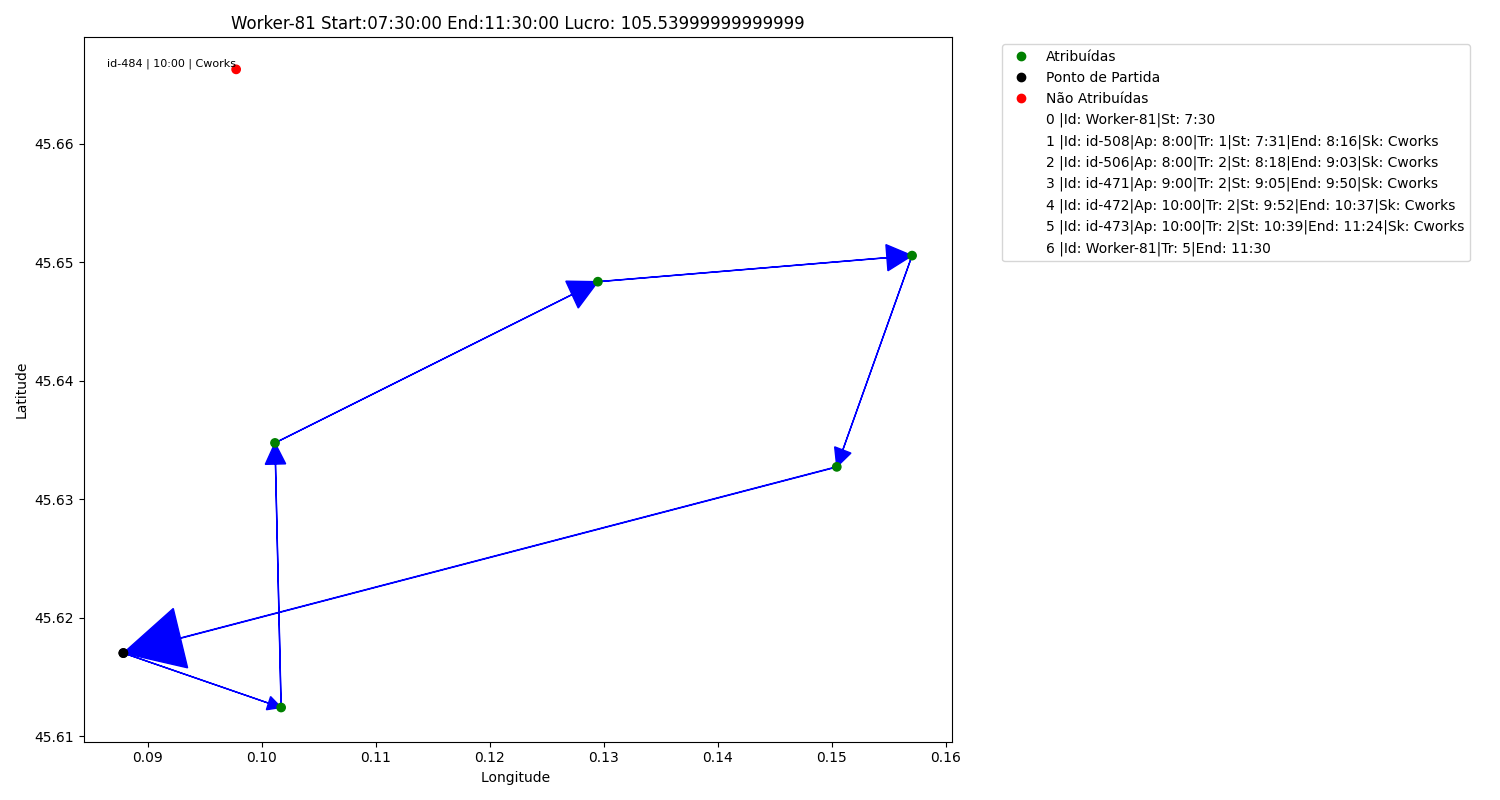 Worker-81 Start:07:30:00 End:11:30:00 Lucro: 105.53999999999999
id-484 | 10:00 | Cworks
45.66
45.65
45.64
45.63
45.62
45.61
Latitude
0.09 0.10 0.11 0.12 0.13 0.14 0.15 0.16
Longitude
Atribuídas
Ponto de Partida
Não Atribuídas
0 |Id: Worker-81|St: 7:30
1 |Id: id-508|Ap: 8:00|Tr: 1|St: 7:31|End: 8:16|Sk: Cworks
2 |Id: id-506|Ap: 8:00|Tr: 2|St: 8:18|End: 9:03|Sk: Cworks
3 |Id: id-471|Ap: 9:00|Tr: 2|St: 9:05|End: 9:50|Sk: Cworks
4 |Id: id-472|Ap: 10:00|Tr: 2|St: 9:52|End: 10:37|Sk: Cworks
5 |Id: id-473|Ap: 10:00|Tr: 2|St: 10:39|End: 11:24|Sk: Cworks
6 |Id: Worker-81|Tr: 5|End: 11:30